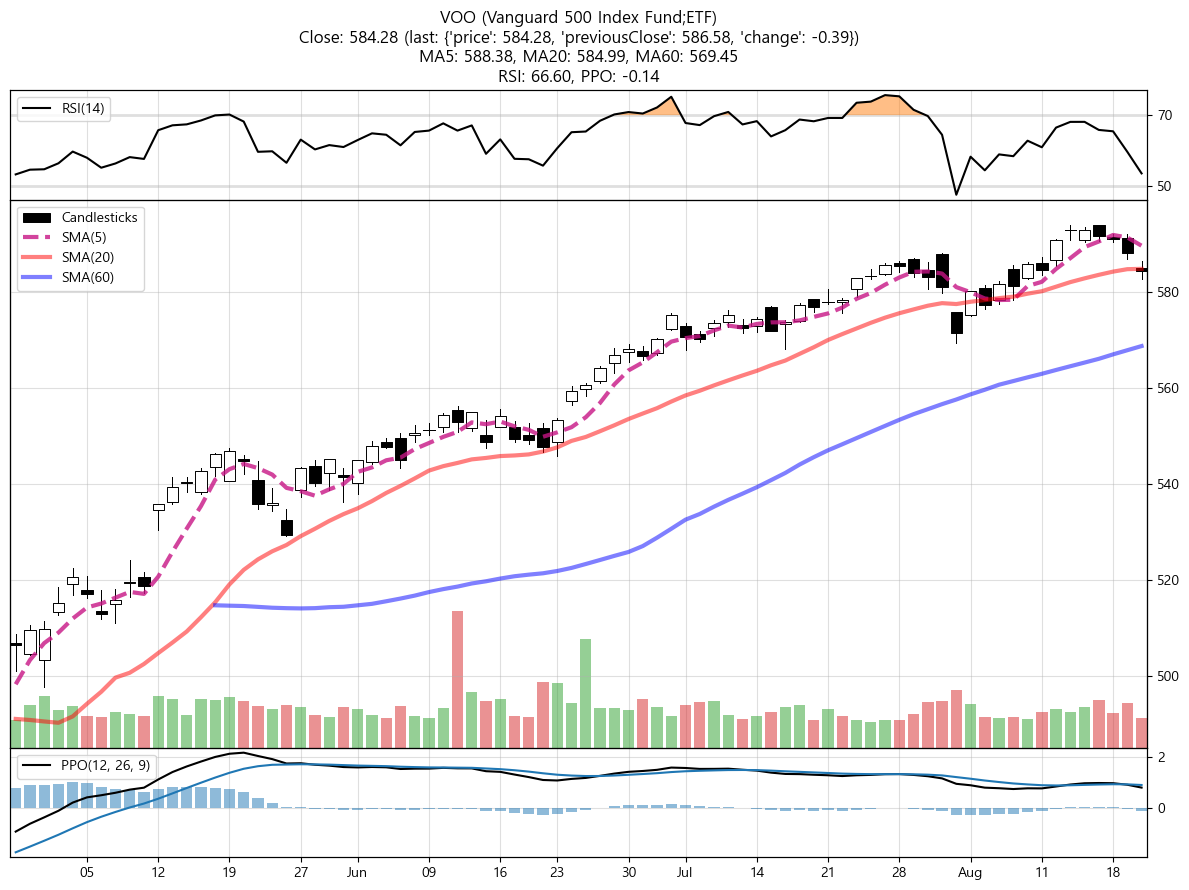 VOO (Vanguard 500 Index Fund;ETF)
Close: 584.28 (last: {'price': 584.28, 'previousClose': 586.58, 'change': -0.39})
MA5: 588.38, MA20: 584.99, MA60: 569.45
RSI: 66.60, PPO: -0.14
RSI(14)
70
50
Candlesticks
SMA(5)
SMA(20)
SMA(60)
580
560
540
520
500
PPO(12, 26, 9)
2
0
05 12 19 27 Jun 09 16 23 30 Jul 14 21 28 Aug 11 18